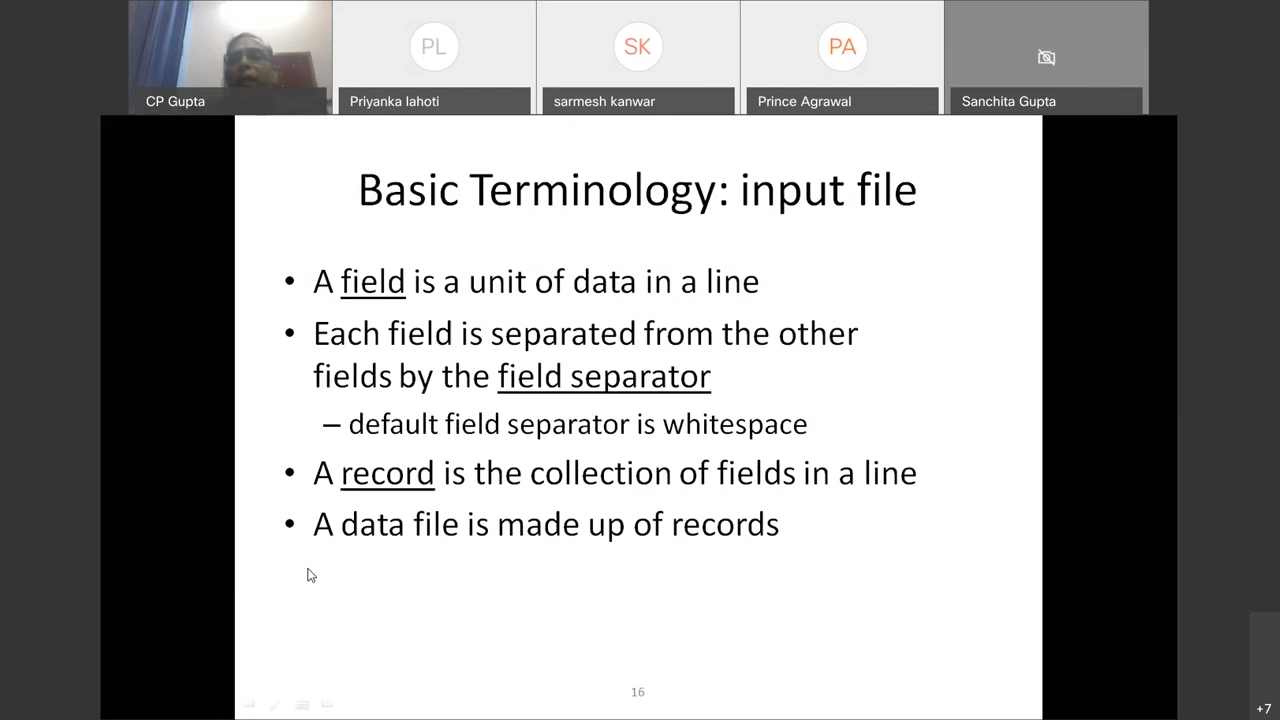 PL
SK
PA
CP Gupta
Priyanka lahoti
sarmesh kanwar
Prince Agrawal
Sanchita Gupta
Basic Terminology: input file
• A field is a unit of data in a line
• Each field is separated from the other
fields by the field separator
– default field separator is whitespace
• A record is the collection of fields in a line
• A data file is made up of records
16
+7